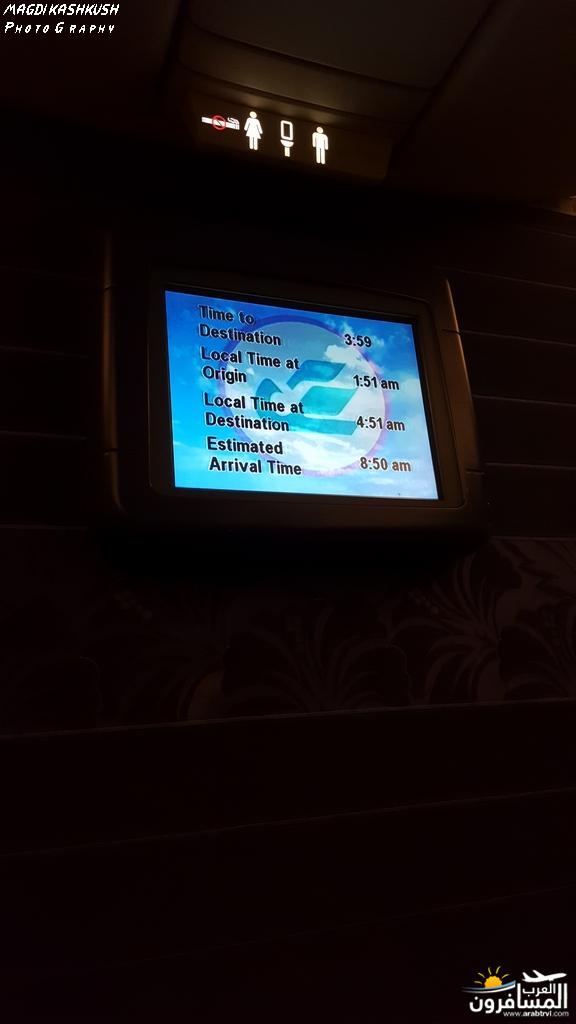 MAGDI KASHKUSH
PHOTOGRAPHY
Time to
Destination 3:59
Local Time at
Origin 1:51 am
Local Time at
Destination 4:51 am
Estimated
Arrival Time 8:50 am
العرب
المسافرون
www.arabtrvl.com